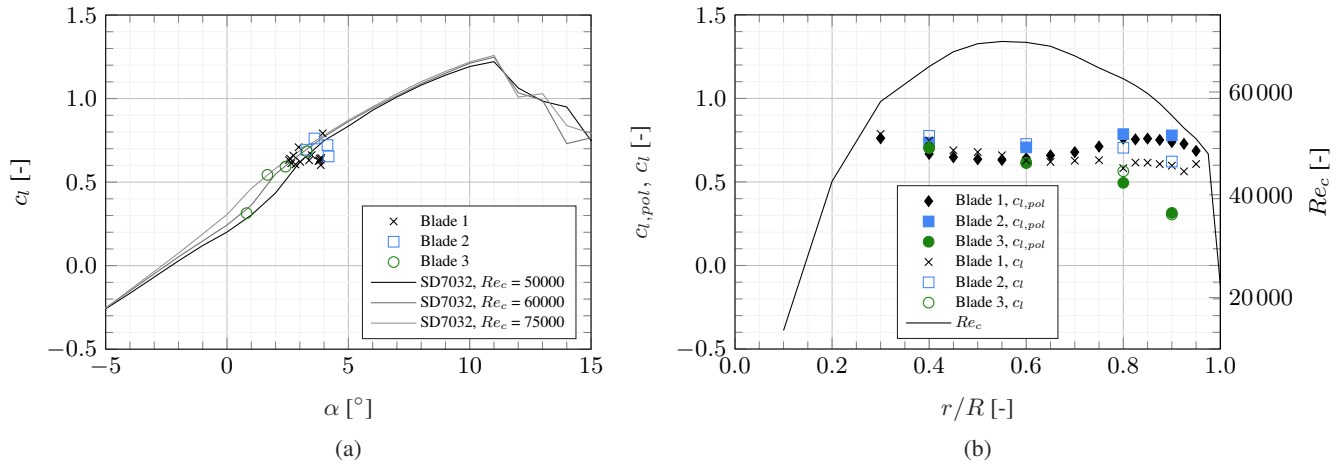 1.5
1.0
0.5
0.0
−0.5
c_l [-]
−5
0
5
10
15
α [°]
Blade 1
Blade 2
Blade 3
SD7032, Re_c = 50000
SD7032, Re_c = 60000
SD7032, Re_c = 75000
(a)
1.5
1.0
0.5
0.0
−0.5
c_{l,pol}, c_l [-]
0.0
0.2
0.4
0.6
0.8
1.0
r/R [-]
60 000
40 000
20 000
Re_c [-]
Blade 1, c_{l,pol}
Blade 2, c_{l,pol}
Blade 3, c_{l,pol}
Blade 1, c_l
Blade 2, c_l
Blade 3, c_l
Re_c
(b)